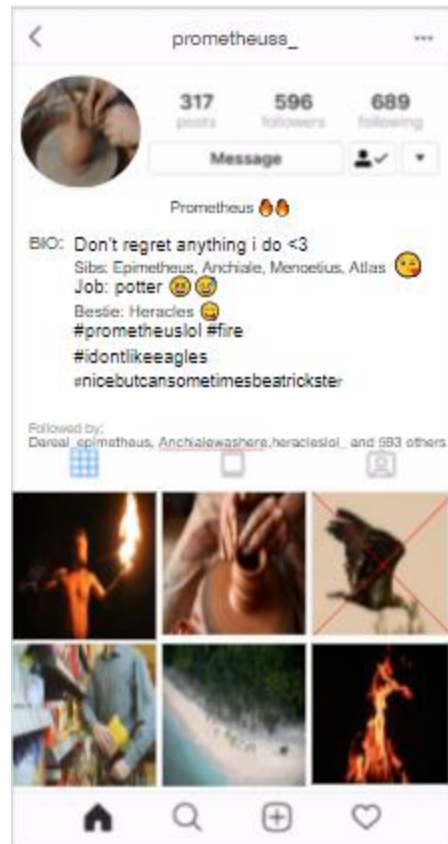 prometheuss_
317 596 689
posts followers following
Message
Prometheus 🔥🔥
BIO: Don't regret anything i do <3
Sibs: Epimetheus, Anchiale, Menoetius, Atlas 😘
Job: potter 😆😅
Bestie: Heracles 😋
#prometheuslol #fire
#idontlikeeagles
#nicebutcansometimesbeatrickster
Followed by:
Dareal_epimetheus, Anchialewashere,heracleslol_ and 593 others